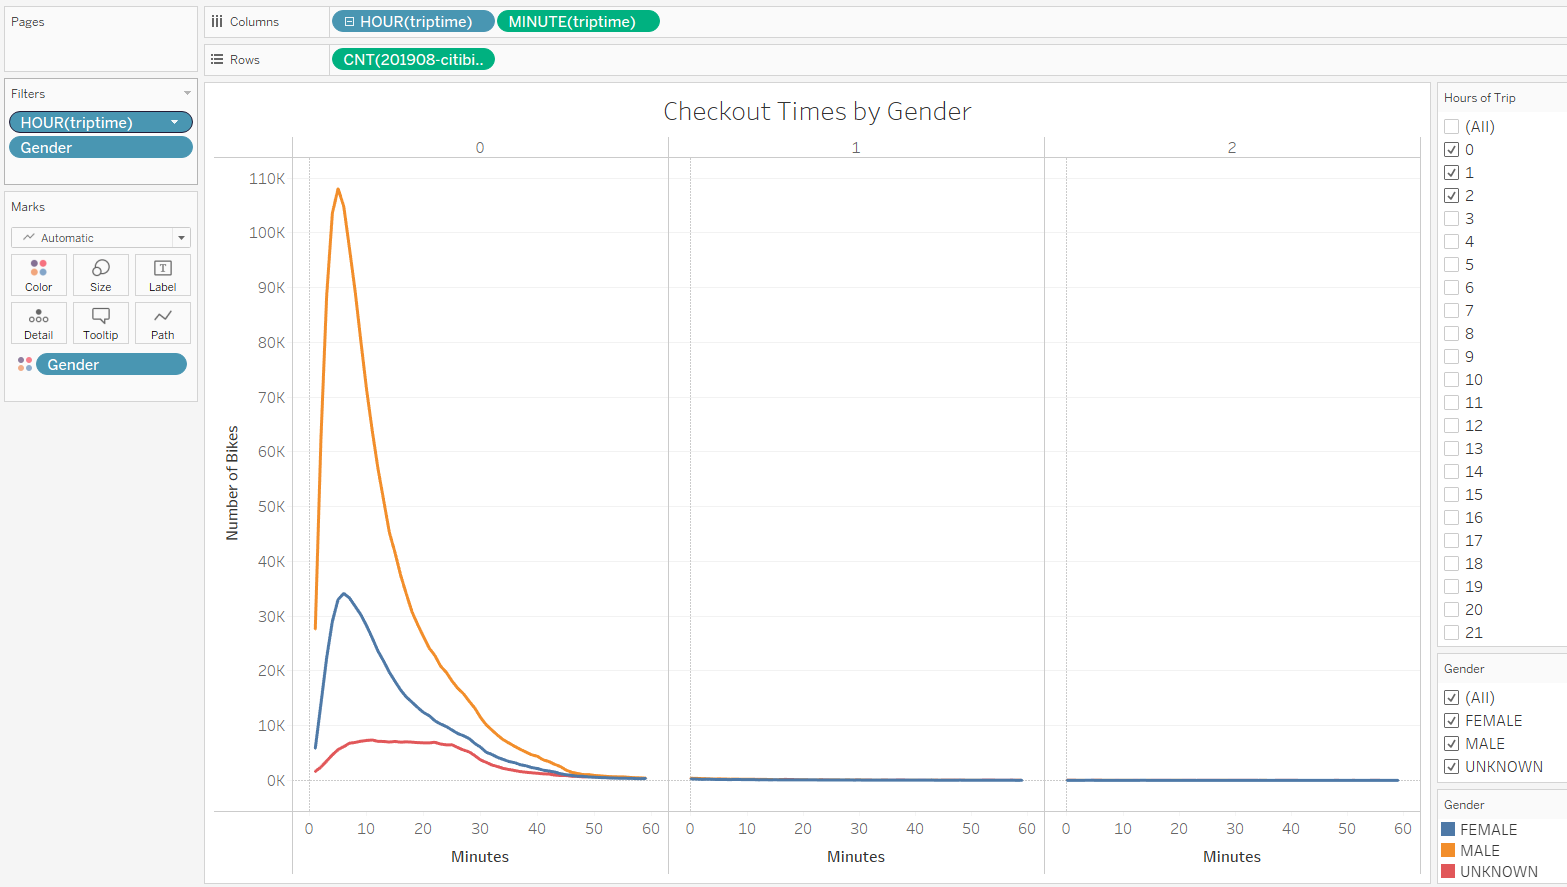 Pages
Columns
HOUR(triptime)
MINUTE(triptime)
Rows
CNT(201908-citibi..
Filters
HOUR(triptime)
Gender
Marks
Automatic
Color
Size
Label
Detail
Tooltip
Path
Gender
Checkout Times by Gender
0
1
2
110K
100K
90K
80K
70K
60K
50K
40K
30K
20K
10K
0K
Number of Bikes
0 10 20 30 40 50 60
0 10 20 30 40 50 60
0 10 20 30 40 50 60
Minutes
Minutes
Minutes
Hours of Trip
(All)
0
1
2
3
4
5
6
7
8
9
10
11
12
13
14
15
16
17
18
19
20
21
Gender
(All)
FEMALE
MALE
UNKNOWN
Gender
FEMALE
MALE
UNKNOWN